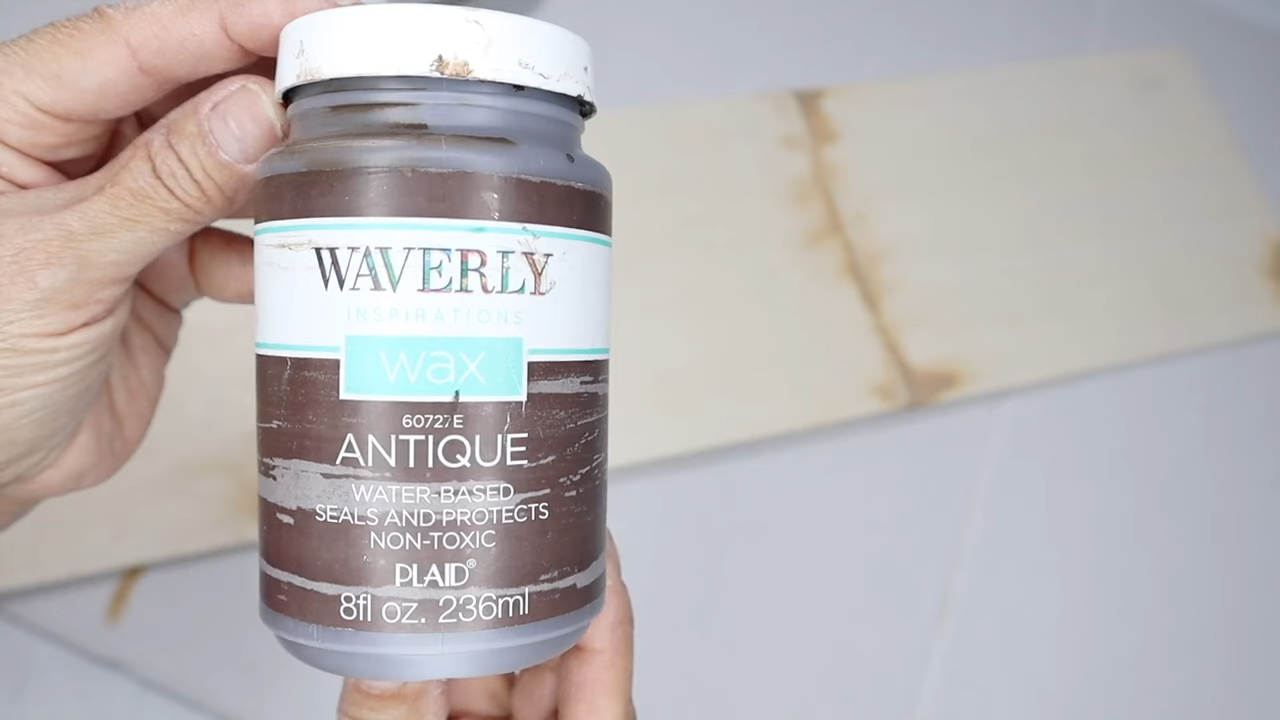 WAVERLY
INSPIRATIONS
wax
60727E
ANTIQUE
WATER-BASED
SEALS AND PROTECTS
NON-TOXIC
PLAID®
8fl oz. 236ml